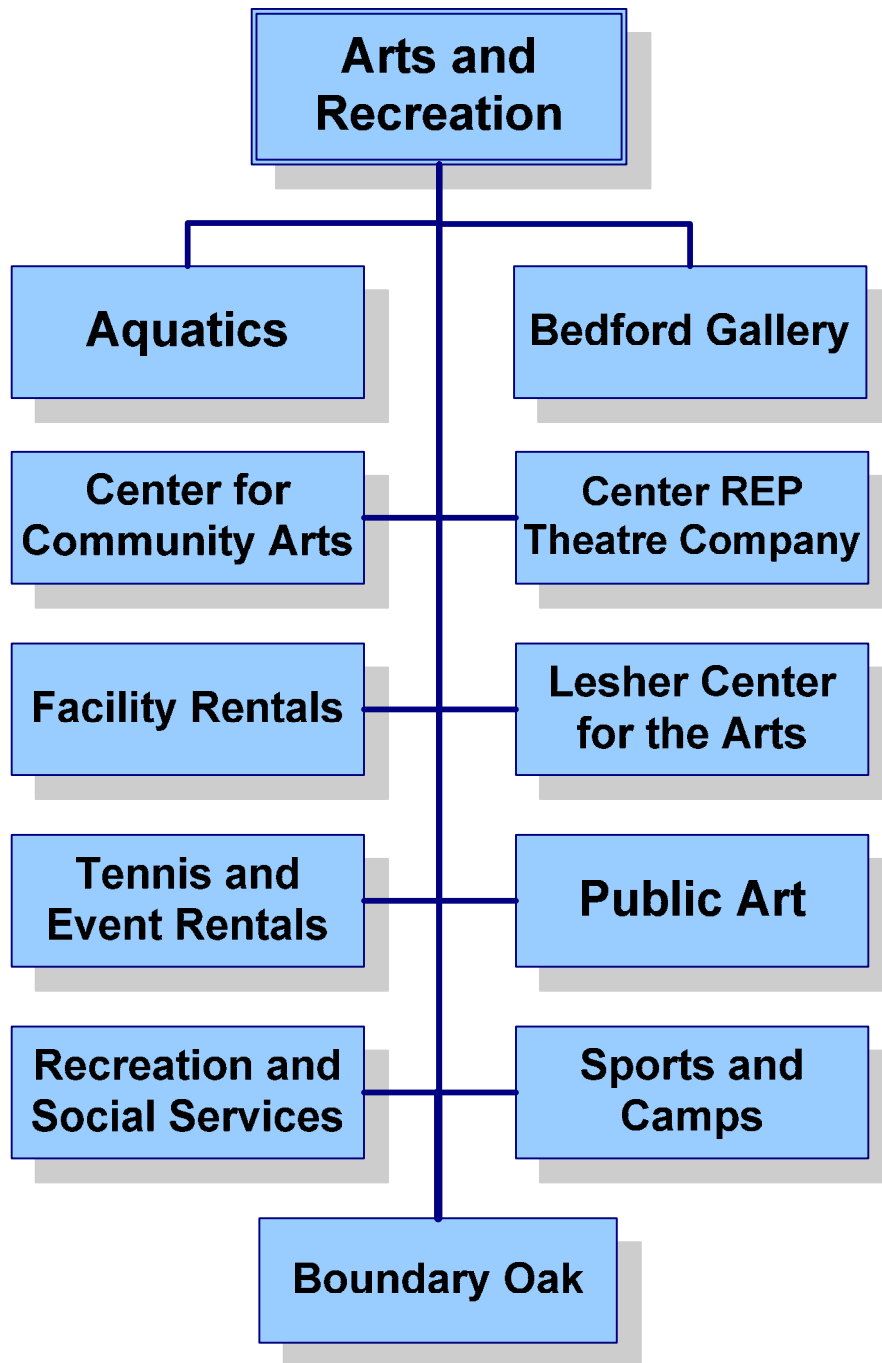 Arts and
Recreation
Aquatics
Bedford Gallery
Center for
Community Arts
Center REP
Theatre Company
Facility Rentals
Lesher Center
for the Arts
Tennis and
Event Rentals
Public Art
Recreation and
Social Services
Sports and
Camps
Boundary Oak